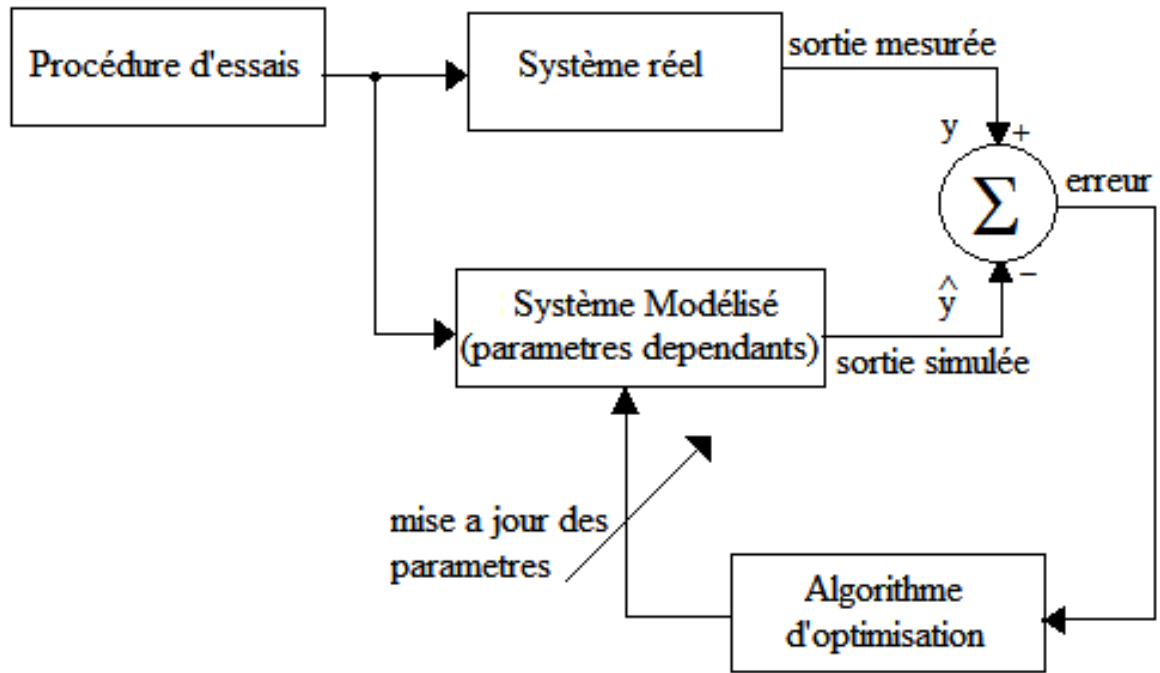 Procédure d'essais
Système réel
sortie mesurée
y
+
Σ
erreur
−
ŷ
Système Modélisé
(parametres dependants)
sortie simulée
mise a jour des
parametres
Algorithme
d'optimisation